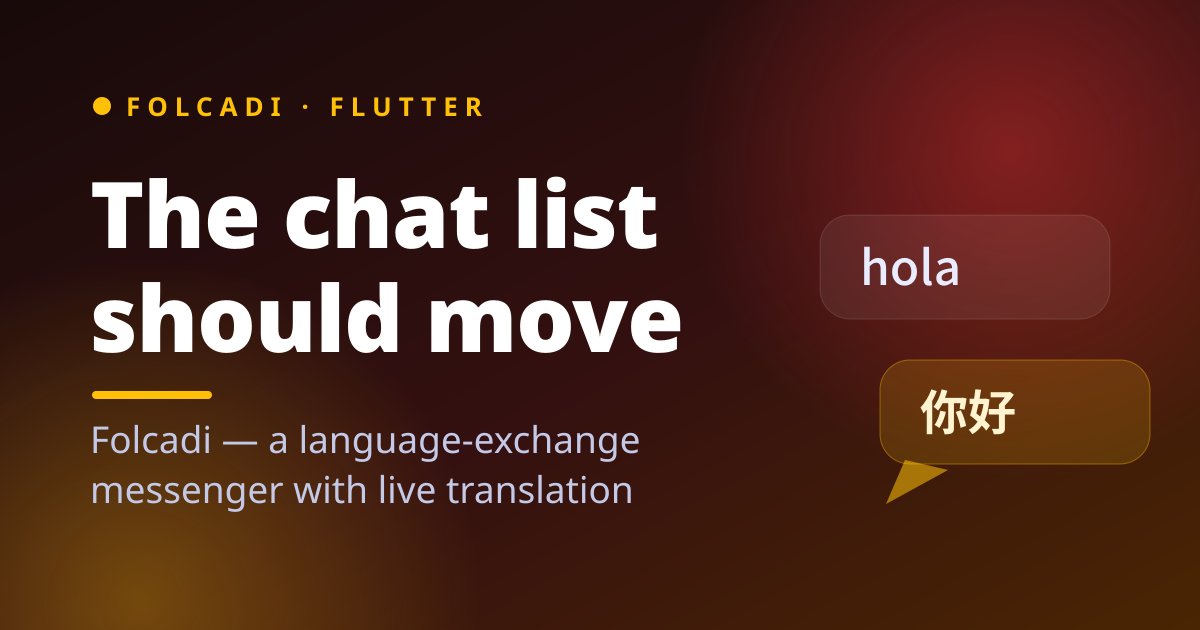 FOLCADI · FLUTTER
The chat list
should move
Folcadi — a language-exchange
messenger with live translation
hola
你好